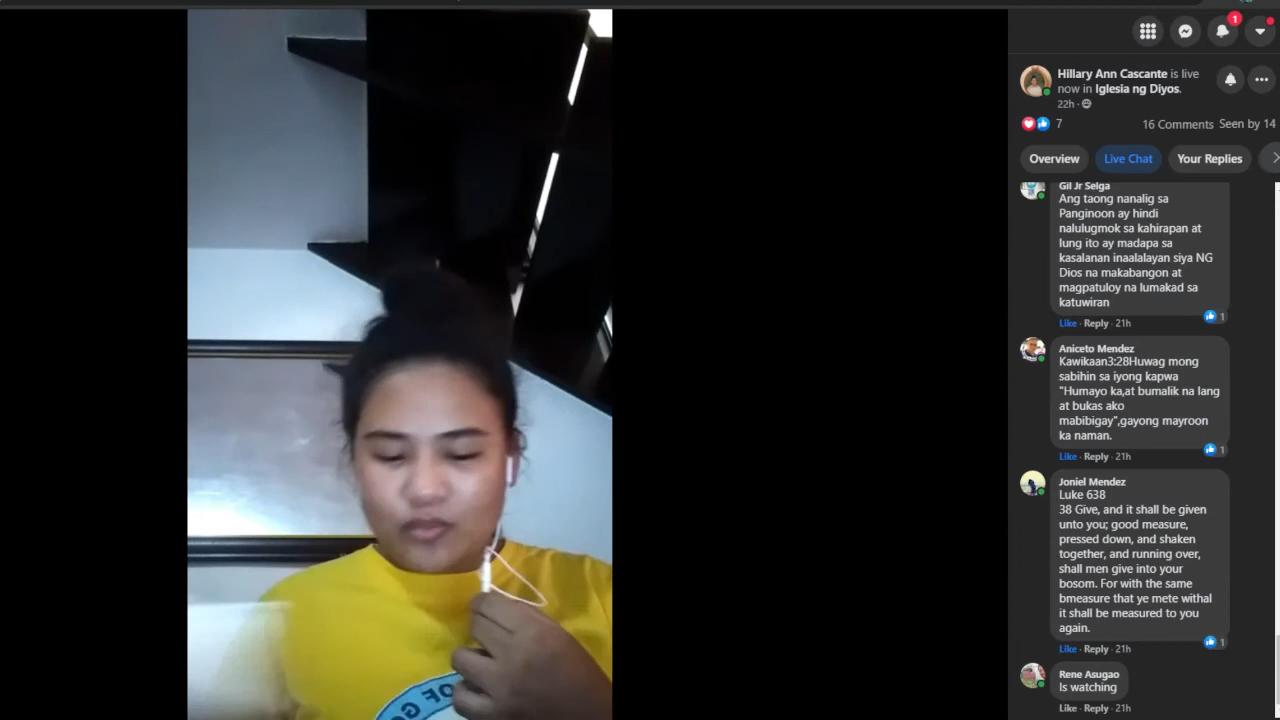 1
Hillary Ann Cascante is live
now in Iglesia ng Diyos.
22h
7
16 Comments Seen by 14
Overview
Live Chat
Your Replies
Gil Jr Selga
Ang taong nanalig sa
Panginoon ay hindi
nalulugmok sa kahirapan at
lung ito ay madapa sa
kasalanan inaalalayan siya NG
Dios na makabangon at
magpatuloy na lumakad sa
katuwiran
1
Like · Reply · 21h
Aniceto Mendez
Kawikaan3:28Huwag mong
sabihin sa iyong kapwa
"Humayo ka,at bumalik na lang
at bukas ako
mabibigay",gayong mayroon
ka naman.
1
Like · Reply · 21h
Joniel Mendez
Luke 638
38 Give, and it shall be given
unto you; good measure,
pressed down, and shaken
together, and running over,
shall men give into your
bosom. For with the same
bmeasure that ye mete withal
it shall be measured to you
again.
1
Like · Reply · 21h
Rene Asugao
Is watching
Like · Reply · 21h
OF GO